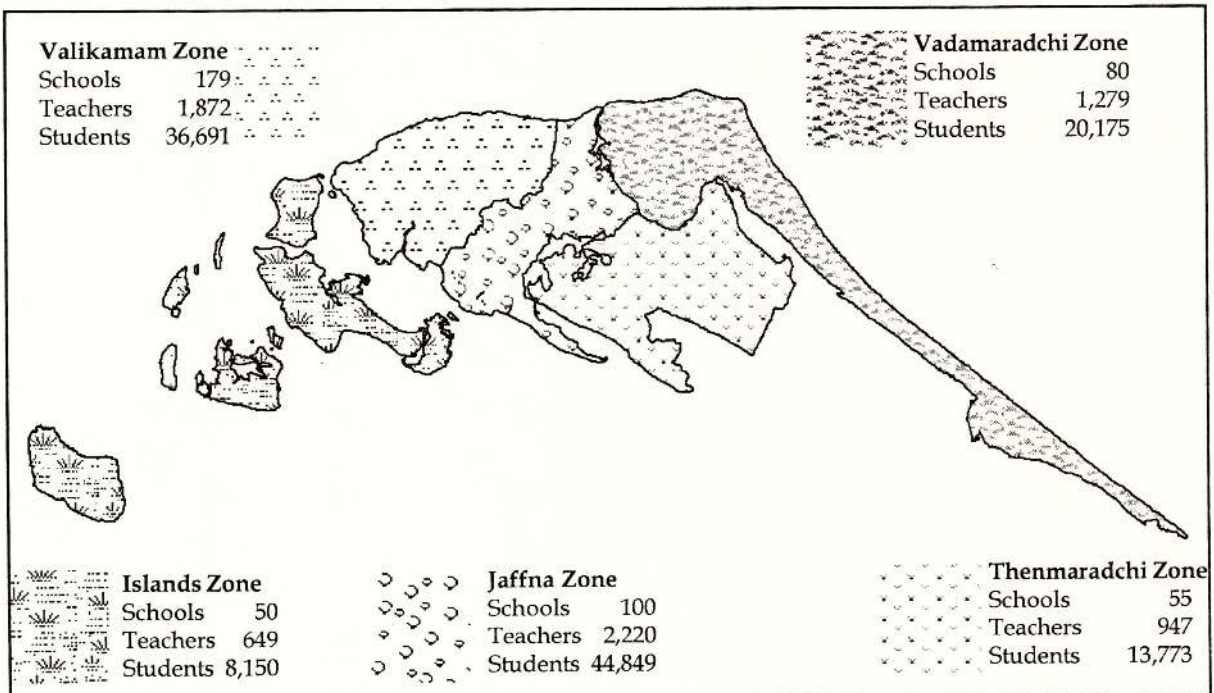 Valikamam Zone
Schools 179
Teachers 1,872
Students 36,691
Vadamaradchi Zone
Schools 80
Teachers 1,279
Students 20,175
Islands Zone
Schools 50
Teachers 649
Students 8,150
Jaffna Zone
Schools 100
Teachers 2,220
Students 44,849
Thenmaradchi Zone
Schools 55
Teachers 947
Students 13,773